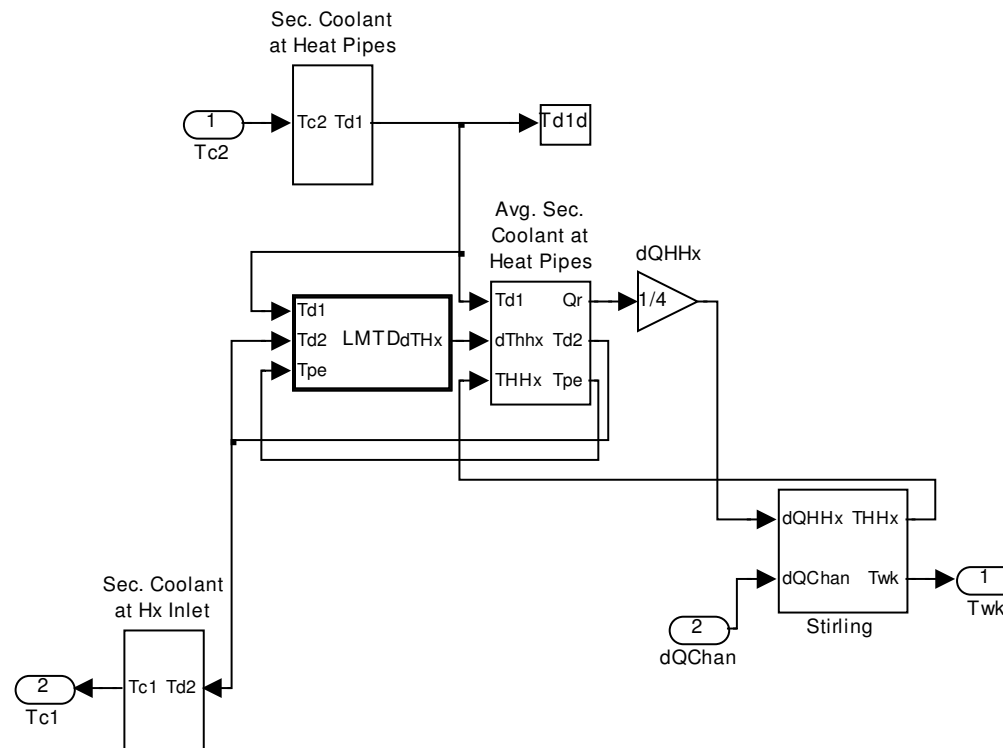 Sec. Coolant
at Heat Pipes
1
Tc2
Tc2 Td1
Td1d
Avg. Sec.
Coolant at
Heat Pipes
dQHHx
Td1
Td2
Tpe
LMTD
dTHx
Td1
dThhx
THHx
Qr
Td2
Tpe
1/4
dQHHx
dQChan
THHx
Twk
Stirling
1
Twk
2
dQChan
Sec. Coolant
at Hx Inlet
Tc1 Td2
2
Tc1